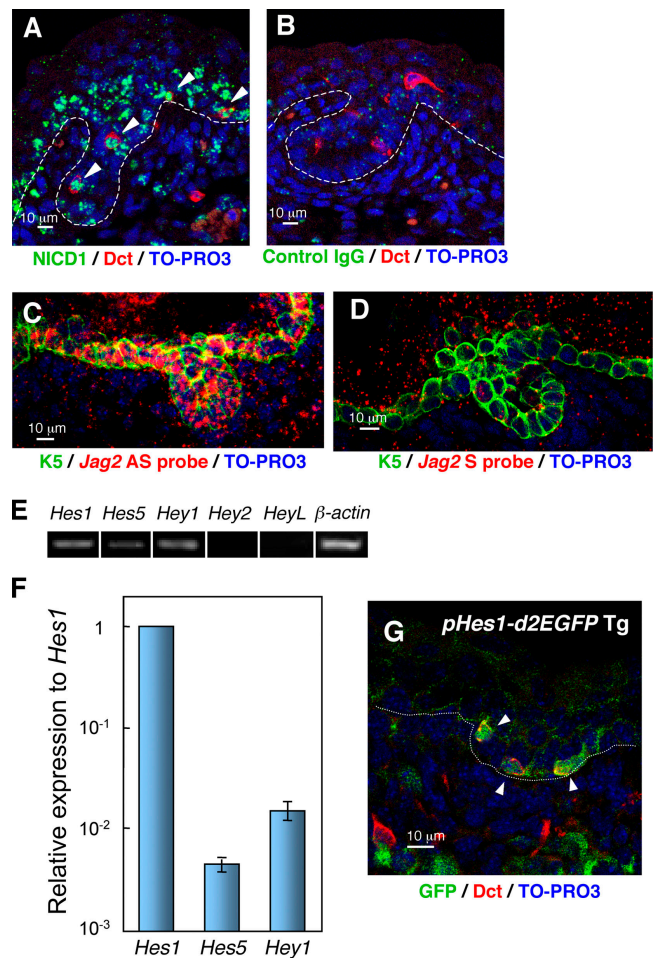 A
B
10 μm
10 μm
NICD1 / Dct / TO-PRO3
Control IgG / Dct / TO-PRO3
C
D
10 μm
10 μm
K5 / Jag2 AS probe / TO-PRO3
K5 / Jag2 S probe / TO-PRO3
E
Hes1 Hes5 Hey1 Hey2 HeyL β-actin
F
Relative expression to Hes1
1
10-1
10-2
10-3
Hes1 Hes5 Hey1
G
pHes1-d2EGFP Tg
10 μm
GFP / Dct / TO-PRO3